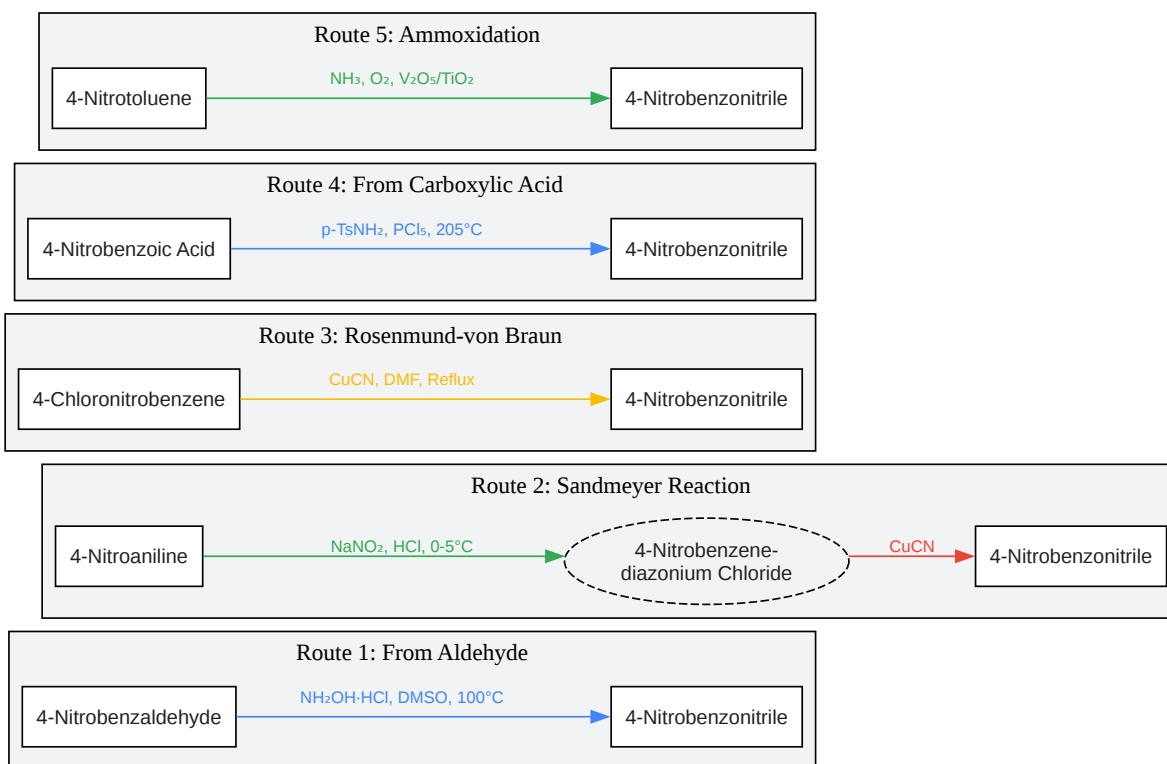 Route 5: Ammoxidation
4-Nitrotoluene
NH₃, O₂, V₂O₅/TiO₂
4-Nitrobenzonitrile
Route 4: From Carboxylic Acid
4-Nitrobenzoic Acid
p-TsNH₂, PCl₅, 205°C
4-Nitrobenzonitrile
Route 3: Rosenmund-von Braun
4-Chloronitrobenzene
CuCN, DMF, Reflux
4-Nitrobenzonitrile
Route 2: Sandmeyer Reaction
4-Nitroaniline
NaNO₂, HCl, 0-5°C
4-Nitrobenzene-
diazonium Chloride
CuCN
4-Nitrobenzonitrile
Route 1: From Aldehyde
4-Nitrobenzaldehyde
NH₂OH·HCl, DMSO, 100°C
4-Nitrobenzonitrile